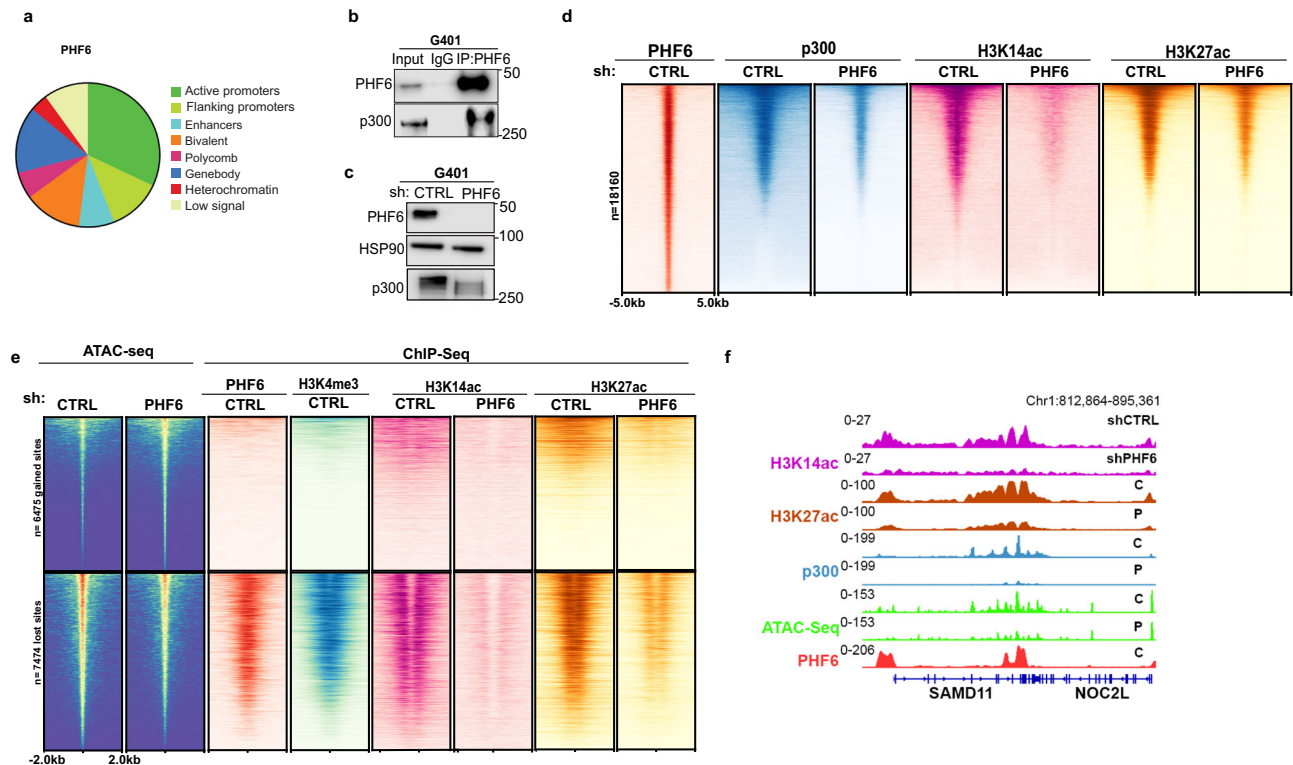 a
PHF6
Active promoters
Flanking promoters
Enhancers
Bivalent
Polycomb
Genebody
Heterochromatin
Low signal
b
G401
Input IgG IP:PHF6
PHF6
50
p300
-250
c
G401
sh: CTRL PHF6
PHF6
50
100
HSP90
p300
-250
d
PHF6 p300 H3K14ac H3K27ac
sh: CTRL CTRL PHF6 CTRL PHF6 CTRL PHF6
n=18160
-5.0kb 5.0kb
e
ATAC-seq ChIP-Seq
PHF6 H3K4me3 H3K14ac H3K27ac
sh: CTRL PHF6 CTRL CTRL CTRL PHF6 CTRL PHF6
n= 6475 gained sites
n= 7474 lost sites
-2.0kb 2.0kb
f
Chr1:812,864-895,361
0-27 shCTRL
H3K14ac 0-27 shPHF6
0-100 C
H3K27ac 0-100 P
0-199 C
p300 0-199 P
0-153 C
ATAC-Seq 0-153 P
PHF6 0-206 C
SAMD11 NOC2L